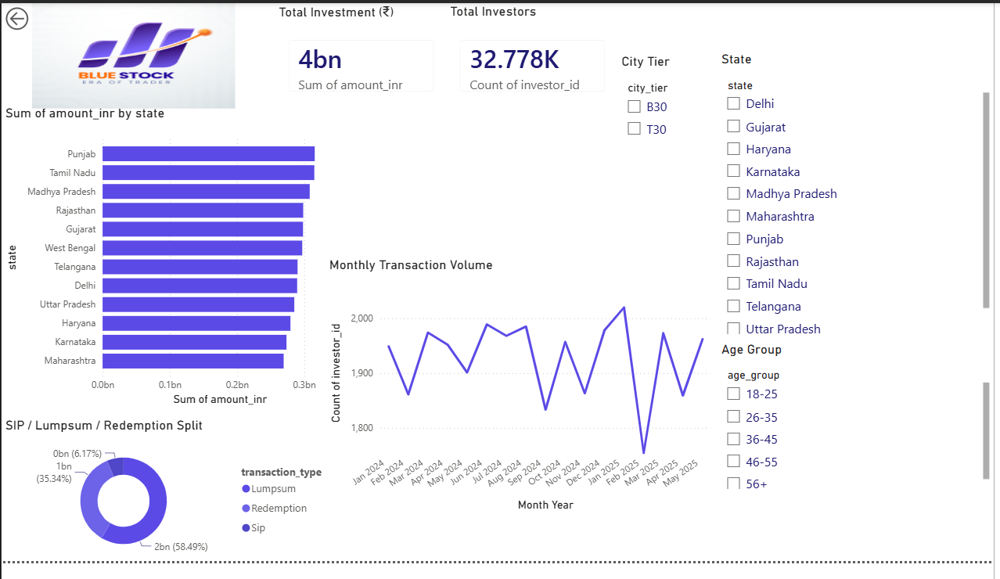 BLUE STOCK
ERA OF TRADER
Total Investment (₹)
4bn
Sum of amount_inr
Total Investors
32.778K
Count of investor_id
City Tier
city_tier
B30
T30
State
state
Delhi
Gujarat
Haryana
Karnataka
Madhya Pradesh
Maharashtra
Punjab
Rajasthan
Tamil Nadu
Telangana
Uttar Pradesh
Sum of amount_inr by state
state
Punjab
Tamil Nadu
Madhya Pradesh
Rajasthan
Gujarat
West Bengal
Telangana
Delhi
Uttar Pradesh
Haryana
Karnataka
Maharashtra
0.0bn 0.1bn 0.2bn 0.3bn
Sum of amount_inr
Monthly Transaction Volume
Count of investor_id
2,000
1,900
1,800
Jan 2024 Feb 2024 Mar 2024 Apr 2024 May 2024 Jun 2024 Jul 2024 Aug 2024 Sep 2024 Oct 2024 Nov 2024 Dec 2024 Jan 2025 Feb 2025 Mar 2025 Apr 2025 May 2025
Month Year
Age Group
age_group
18-25
26-35
36-45
46-55
56+
SIP / Lumpsum / Redemption Split
0bn (6.17%)
1bn
(35.34%)
2bn (58.49%)
transaction_type
Lumpsum
Redemption
Sip